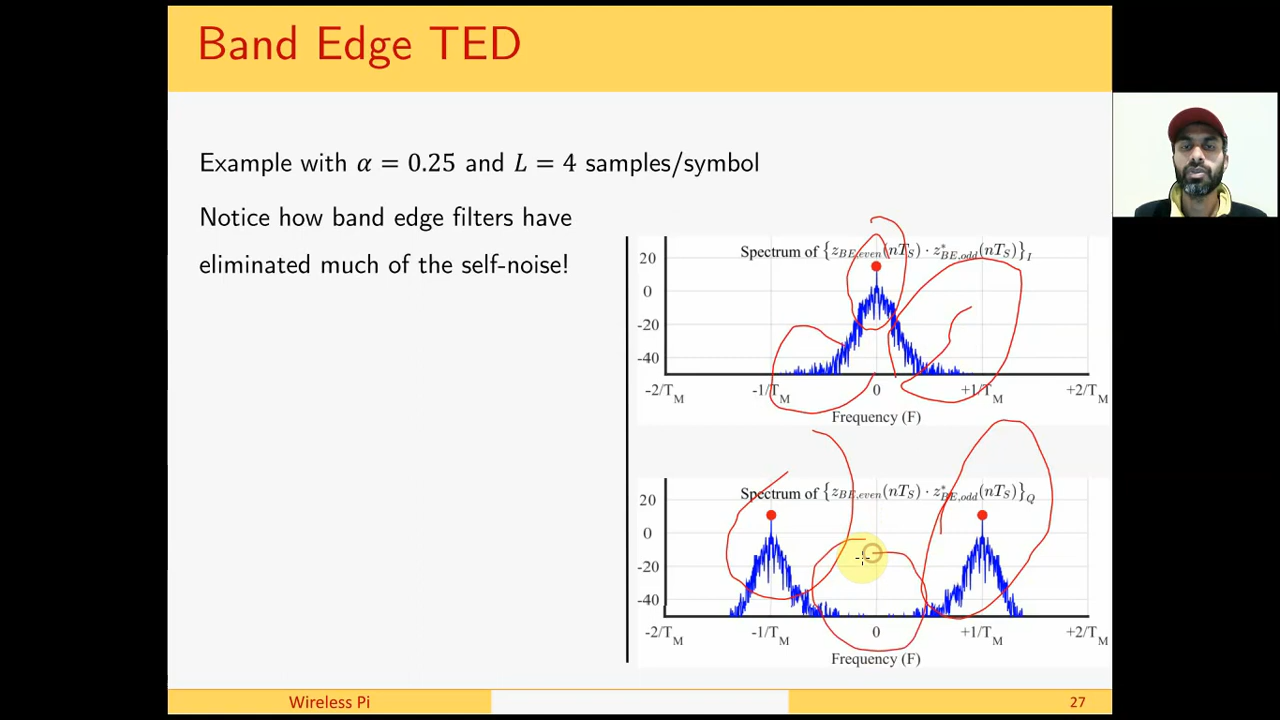 Band Edge TED
Example with α = 0.25 and L = 4 samples/symbol
Notice how band edge filters have
eliminated much of the self-noise!
Spectrum of {z_BE,even(nT_S) · z*_BE,odd(nT_S)}_I
20
0
-20
-40
-2/T_M -1/T_M 0 +1/T_M +2/T_M
Frequency (F)
Spectrum of {z_BE,even(nT_S) · z*_BE,odd(nT_S)}_Q
20
0
-20
-40
-2/T_M -1/T_M 0 +1/T_M +2/T_M
Frequency (F)
Wireless Pi 27